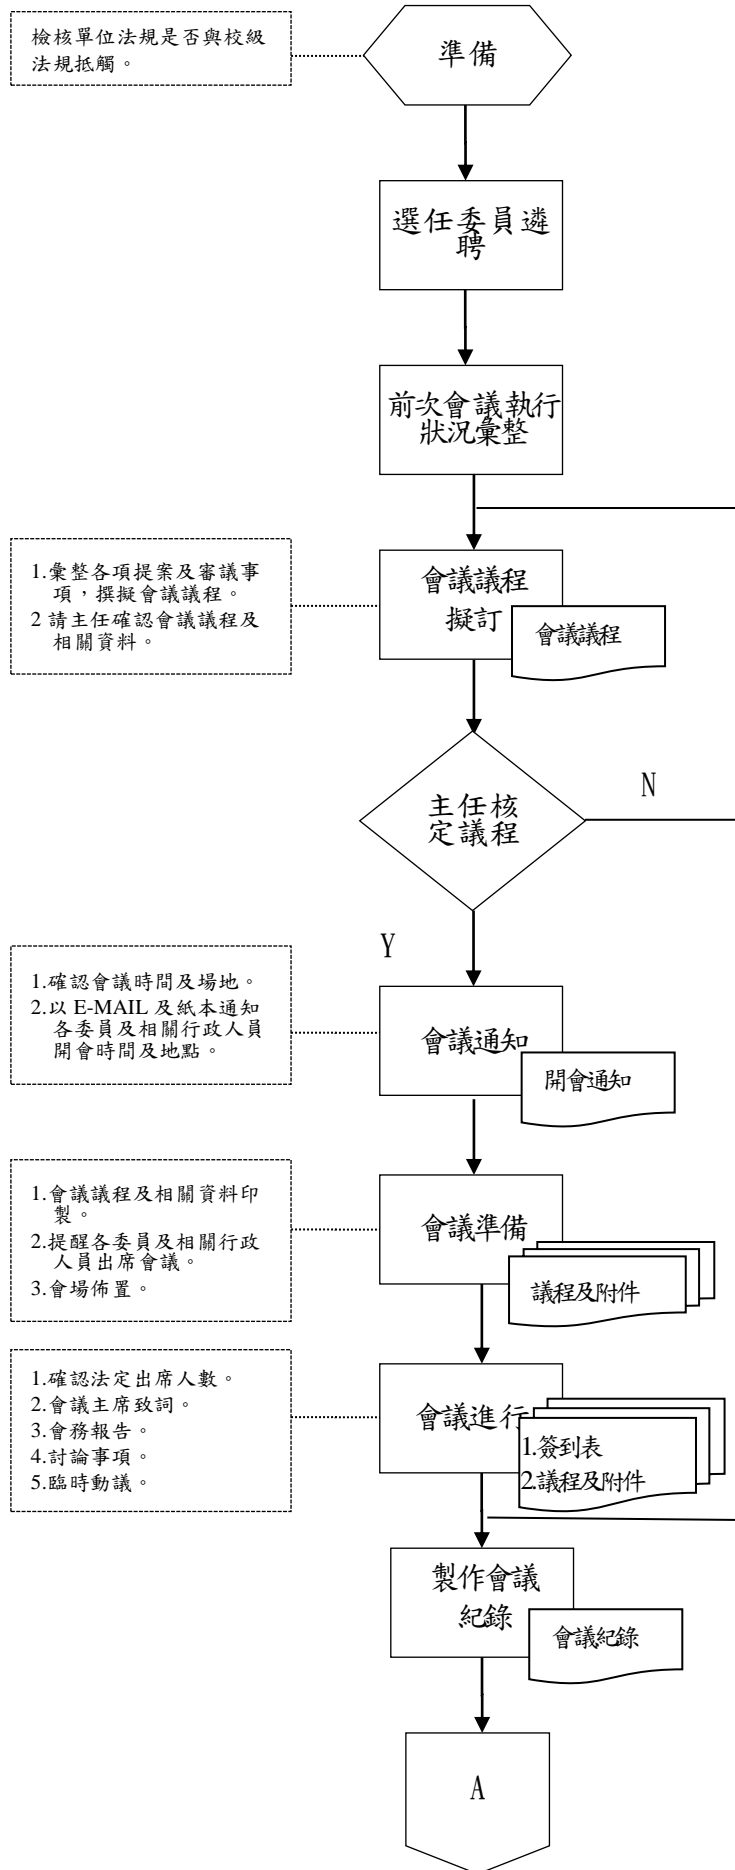 檢核單位法規是否與校級
法規抵觸。
準備
選任委員遴
聘
前次會議執行
狀況彙整
1.彙整各項提案及審議事
項，撰擬會議議程。
2 請主任確認會議議程及
相關資料。
會議議程
擬訂
會議議程
主任核
定議程
N
Y
1.確認會議時間及場地。
2.以 E-MAIL 及紙本通知
各委員及相關行政人員
開會時間及地點。
會議通知
開會通知
1.會議議程及相關資料印
製。
2.提醒各委員及相關行政
人員出席會議。
3.會場佈置。
會議準備
議程及附件
1.確認法定出席人數。
2.會議主席致詞。
3.會務報告。
4.討論事項。
5.臨時動議。
會議進行
1.簽到表
2.議程及附件
製作會議
紀錄
會議紀錄
A